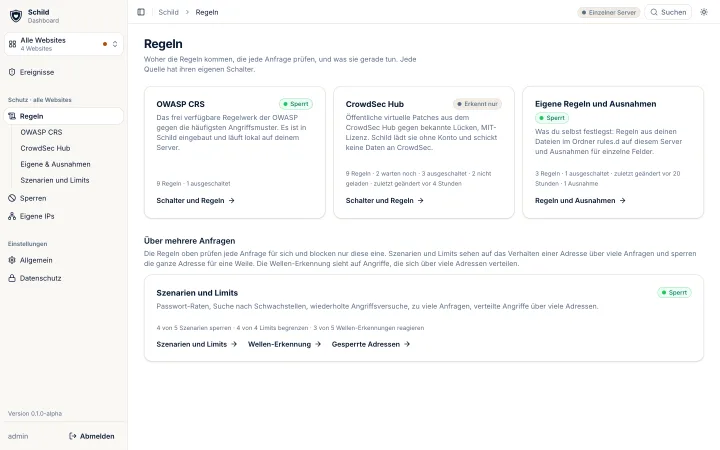 Schild
Dashboard
Alle Websites
4 Websites
Ereignisse
Schutz · alle Websites
Regeln
OWASP CRS
CrowdSec Hub
Eigene & Ausnahmen
Szenarien und Limits
Sperren
Eigene IPs
Einstellungen
Allgemein
Datenschutz
Version 0.1.0-alpha
admin
Abmelden
Schild > Regeln
Einzelner Server
Suchen
Regeln
Woher die Regeln kommen, die jede Anfrage prüfen, und was sie gerade tun. Jede
Quelle hat ihren eigenen Schalter.
OWASP CRS
Sperrt
Das frei verfügbare Regelwerk der OWASP
gegen die häufigsten Angriffsmuster. Es ist in
Schild eingebaut und läuft lokal auf deinem
Server.
9 Regeln · 1 ausgeschaltet
Schalter und Regeln →
CrowdSec Hub
Erkennt nur
Öffentliche virtuelle Patches aus dem
CrowdSec Hub gegen bekannte Lücken, MIT-
Lizenz. Schild lädt sie ohne Konto und schickt
keine Daten an CrowdSec.
9 Regeln · 2 warten noch · 3 ausgeschaltet · 2 nicht
geladen · zuletzt geändert vor 4 Stunden
Schalter und Regeln →
Eigene Regeln und Ausnahmen
Sperrt
Was du selbst festlegst: Regeln aus deinen
Dateien im Ordner rules.d auf diesem Server
und Ausnahmen für einzelne Felder.
3 Regeln · 1 ausgeschaltet · zuletzt geändert vor 20
Stunden · 1 Ausnahme
Regeln und Ausnahmen →
Über mehrere Anfragen
Die Regeln oben prüfen jede Anfrage für sich und blocken nur diese eine. Szenarien und Limits sehen auf das Verhalten einer Adresse über viele Anfragen und sperren
die ganze Adresse für eine Weile. Die Wellen-Erkennung sieht auf Angriffe, die sich über viele Adressen verteilen.
Szenarien und Limits
Sperrt
Passwort-Raten, Suche nach Schwachstellen, wiederholte Angriffsversuche, zu viele Anfragen, verteilte Angriffe über viele Adressen.
4 von 5 Szenarien sperren · 4 von 4 Limits begrenzen · 3 von 5 Wellen-Erkennungen reagieren
Szenarien und Limits → Wellen-Erkennung → Gesperrte Adressen →